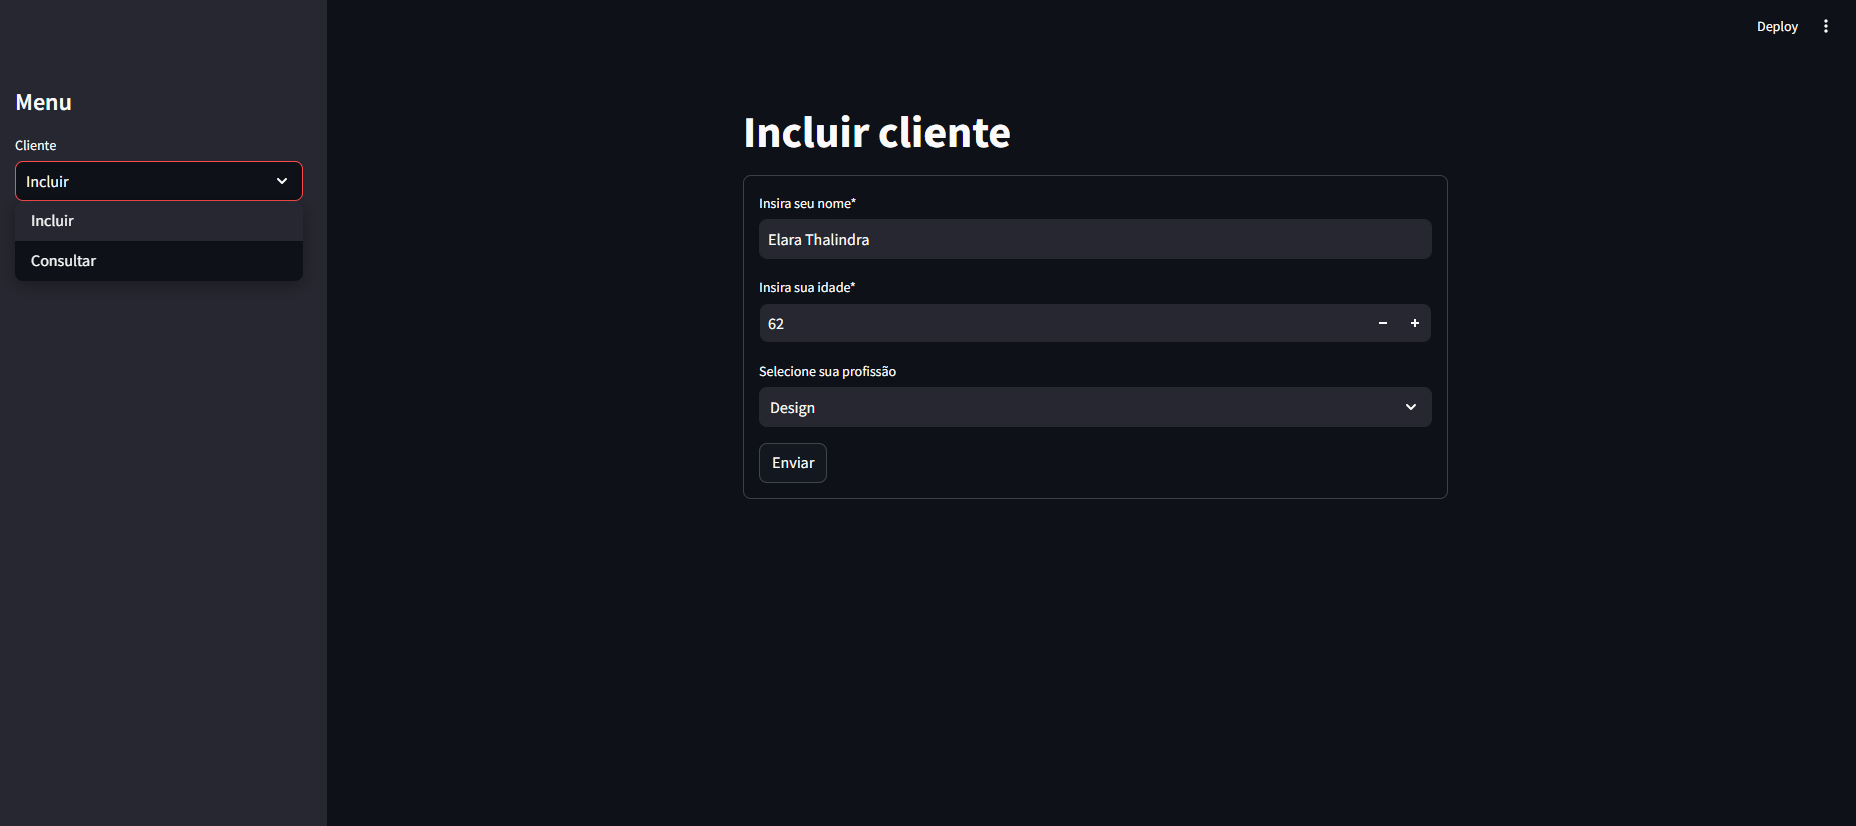 Deploy
Menu
Cliente
Incluir
Incluir
Consultar
Incluir cliente
Insira seu nome*
Elara Thalindra
Insira sua idade*
62
Selecione sua profissão
Design
Enviar